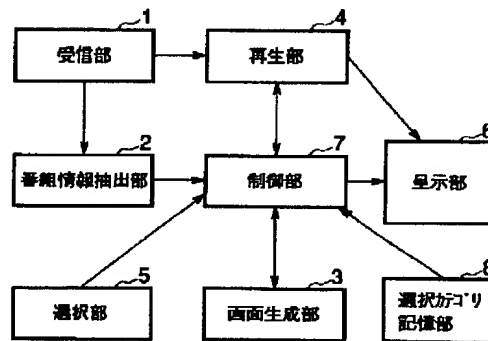 1
受信部
4
再生部
2
番組情報抽出部
7
制御部
6
呈示部
5
選択部
3
画面生成部
8
選択ｶﾃｺﾞﾘ
記憶部